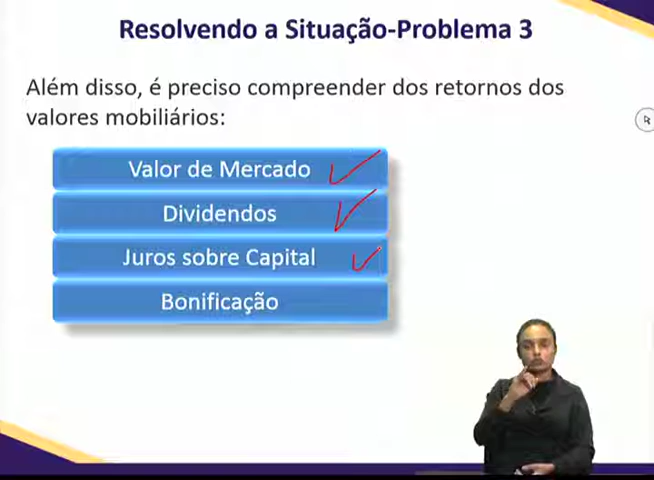 Resolvendo a Situação-Problema 3
Além disso, é preciso compreender dos retornos dos
valores mobiliários:
Valor de Mercado
Dividendos
Juros sobre Capital
Bonificação